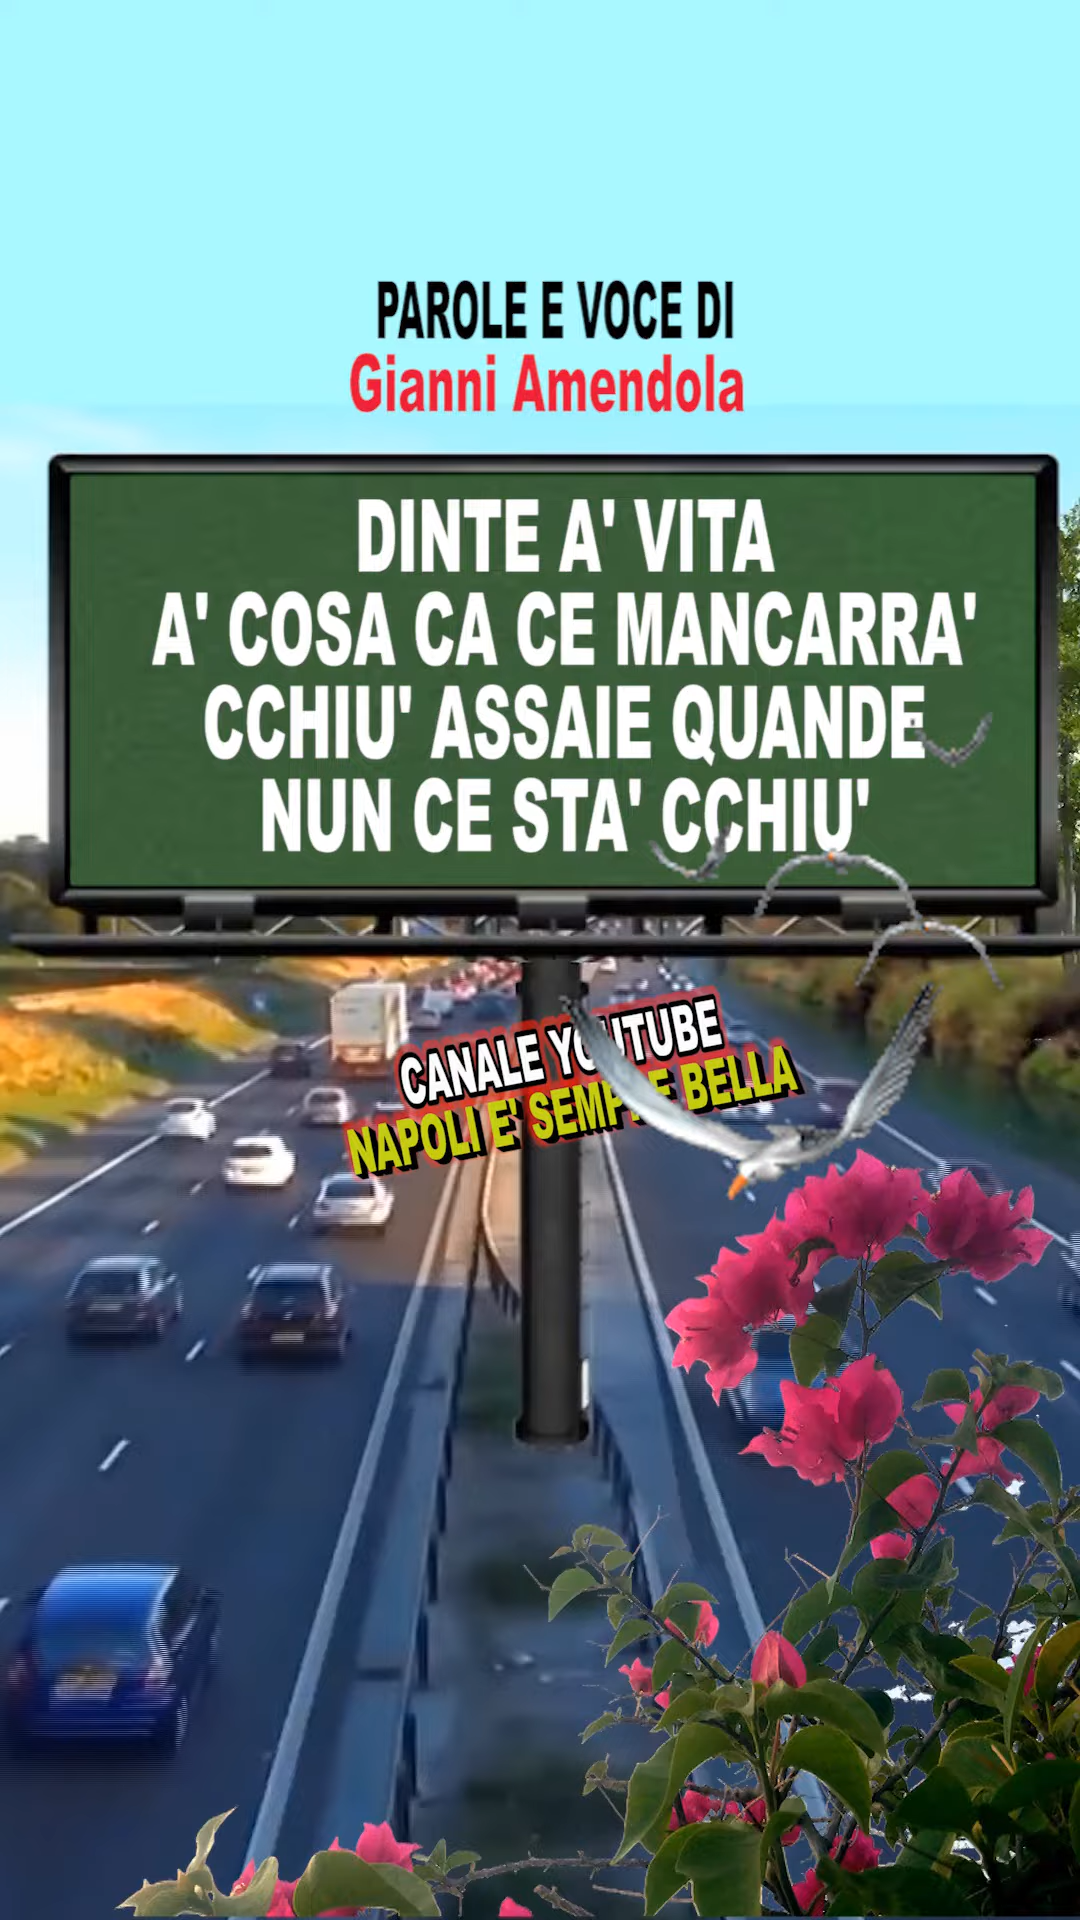 PAROLE E VOCE DI
Gianni Amendola
DINTE A' VITA
A' COSA CA CE MANCARRA'
CCHIU' ASSAIE QUANDE
NUN CE STA' CCHIU'
CANALE YOUTUBE
NAPOLI E' SEMPRE BELLA